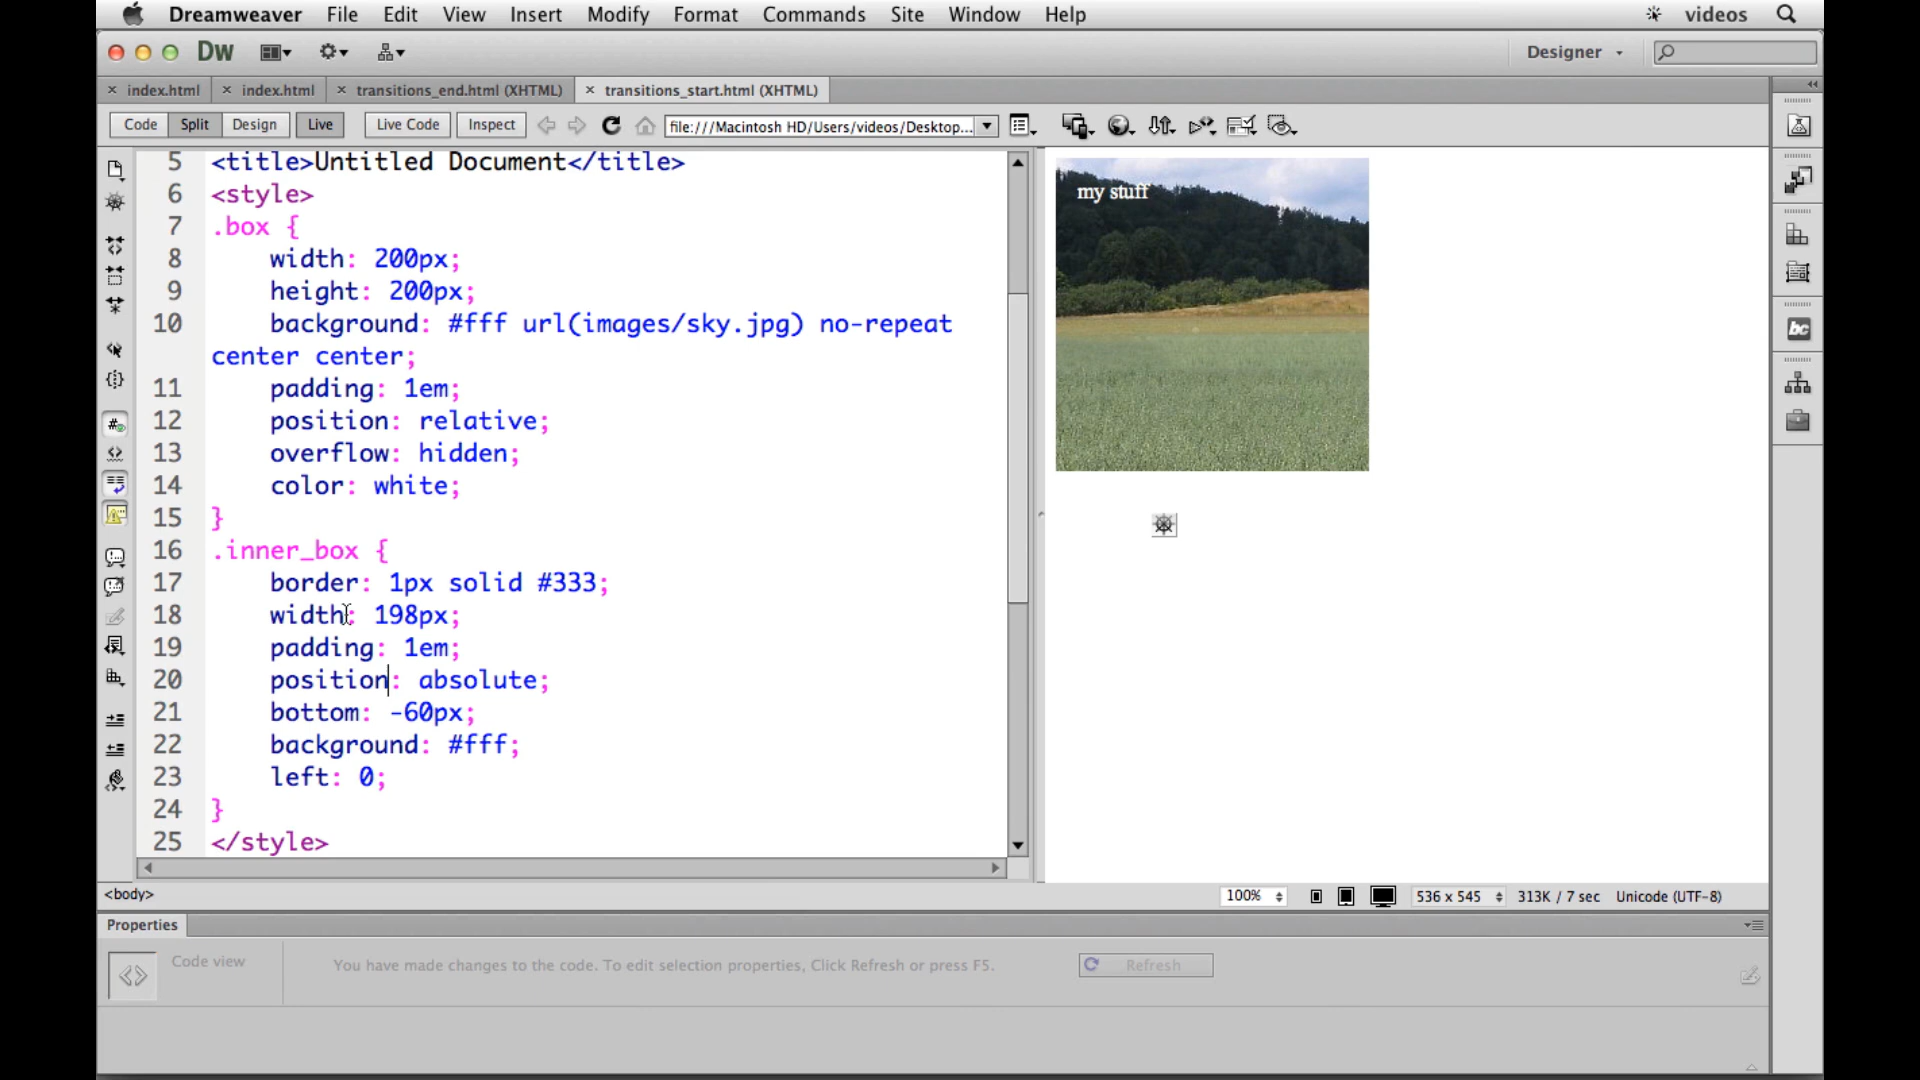 Dreamweaver File Edit View Insert Modify Format Commands Site Window Help videos
Dw Designer
index.html index.html transitions_end.html (XHTML) transitions_start.html (XHTML)
Code Split Design Live Live Code Inspect file:///Macintosh HD/Users/videos/Desktop...
5 <title>Untitled Document</title>
6 <style>
7 .box {
8 width: 200px;
9 height: 200px;
10 background: #fff url(images/sky.jpg) no-repeat
center center;
11 padding: 1em;
12 position: relative;
13 overflow: hidden;
14 color: white;
15 }
16 .inner_box {
17 border: 1px solid #333;
18 width: 198px;
19 padding: 1em;
20 position: absolute;
21 bottom: -60px;
22 background: #fff;
23 left: 0;
24 }
25 </style>
my stuff
bc
<body> 100% 536 x 545 313K / 7 sec Unicode (UTF-8)
Properties
Code view You have made changes to the code. To edit selection properties, Click Refresh or press F5. Refresh